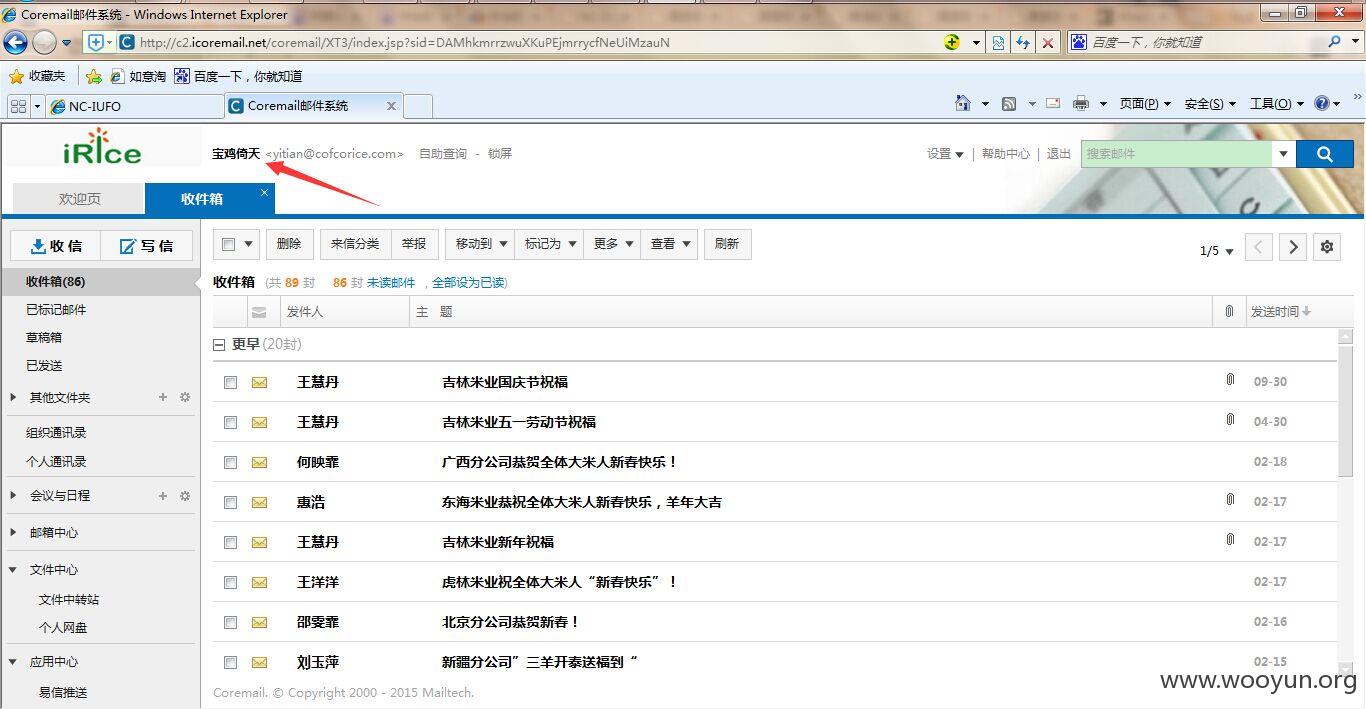 Coremail邮件系统 - Windows Internet Explorer
http://c2.icoremail.net/coremail/XT3/index.jsp?sid=DAMhkmrrzwuXKuPEjmrrycfNeUiMzauN
百度一下，你就知道
收藏夹 如意淘 百度一下，你就知道
NC-IUFO Coremail邮件系统 页面(P) 安全(S) 工具(O)
iRice 宝鸡倚天 <yitian@cofcorice.com> 自助查询 - 锁屏 设置 | 帮助中心 | 退出 搜索邮件
欢迎页 收件箱
收信 写信 删除 来信分类 举报 移动到 标记为 更多 查看 刷新 1/5
收件箱(86)
已标记邮件
草稿箱
已发送
其他文件夹
组织通讯录
个人通讯录
会议与日程
邮箱中心
文件中心
文件中转站
个人网盘
应用中心
易信推送
收件箱 (共 89 封 86 封 未读邮件 ，全部设为已读)
发件人 主 题 发送时间
更早(20封)
王慧丹 吉林米业国庆节祝福 09-30
王慧丹 吉林米业五一劳动节祝福 04-30
何映霏 广西分公司恭贺全体大米人新春快乐！ 02-18
惠浩 东海米业恭祝全体大米人新春快乐，羊年大吉 02-17
王慧丹 吉林米业新年祝福 02-17
王洋洋 虎林米业祝全体大米人“新春快乐”！ 02-17
邵雯霏 北京分公司恭贺新春！ 02-16
刘玉萍 新疆分公司”三羊开泰送福到“ 02-15
Coremail. © Copyright 2000 - 2015 Mailtech.
www.wooyun.org